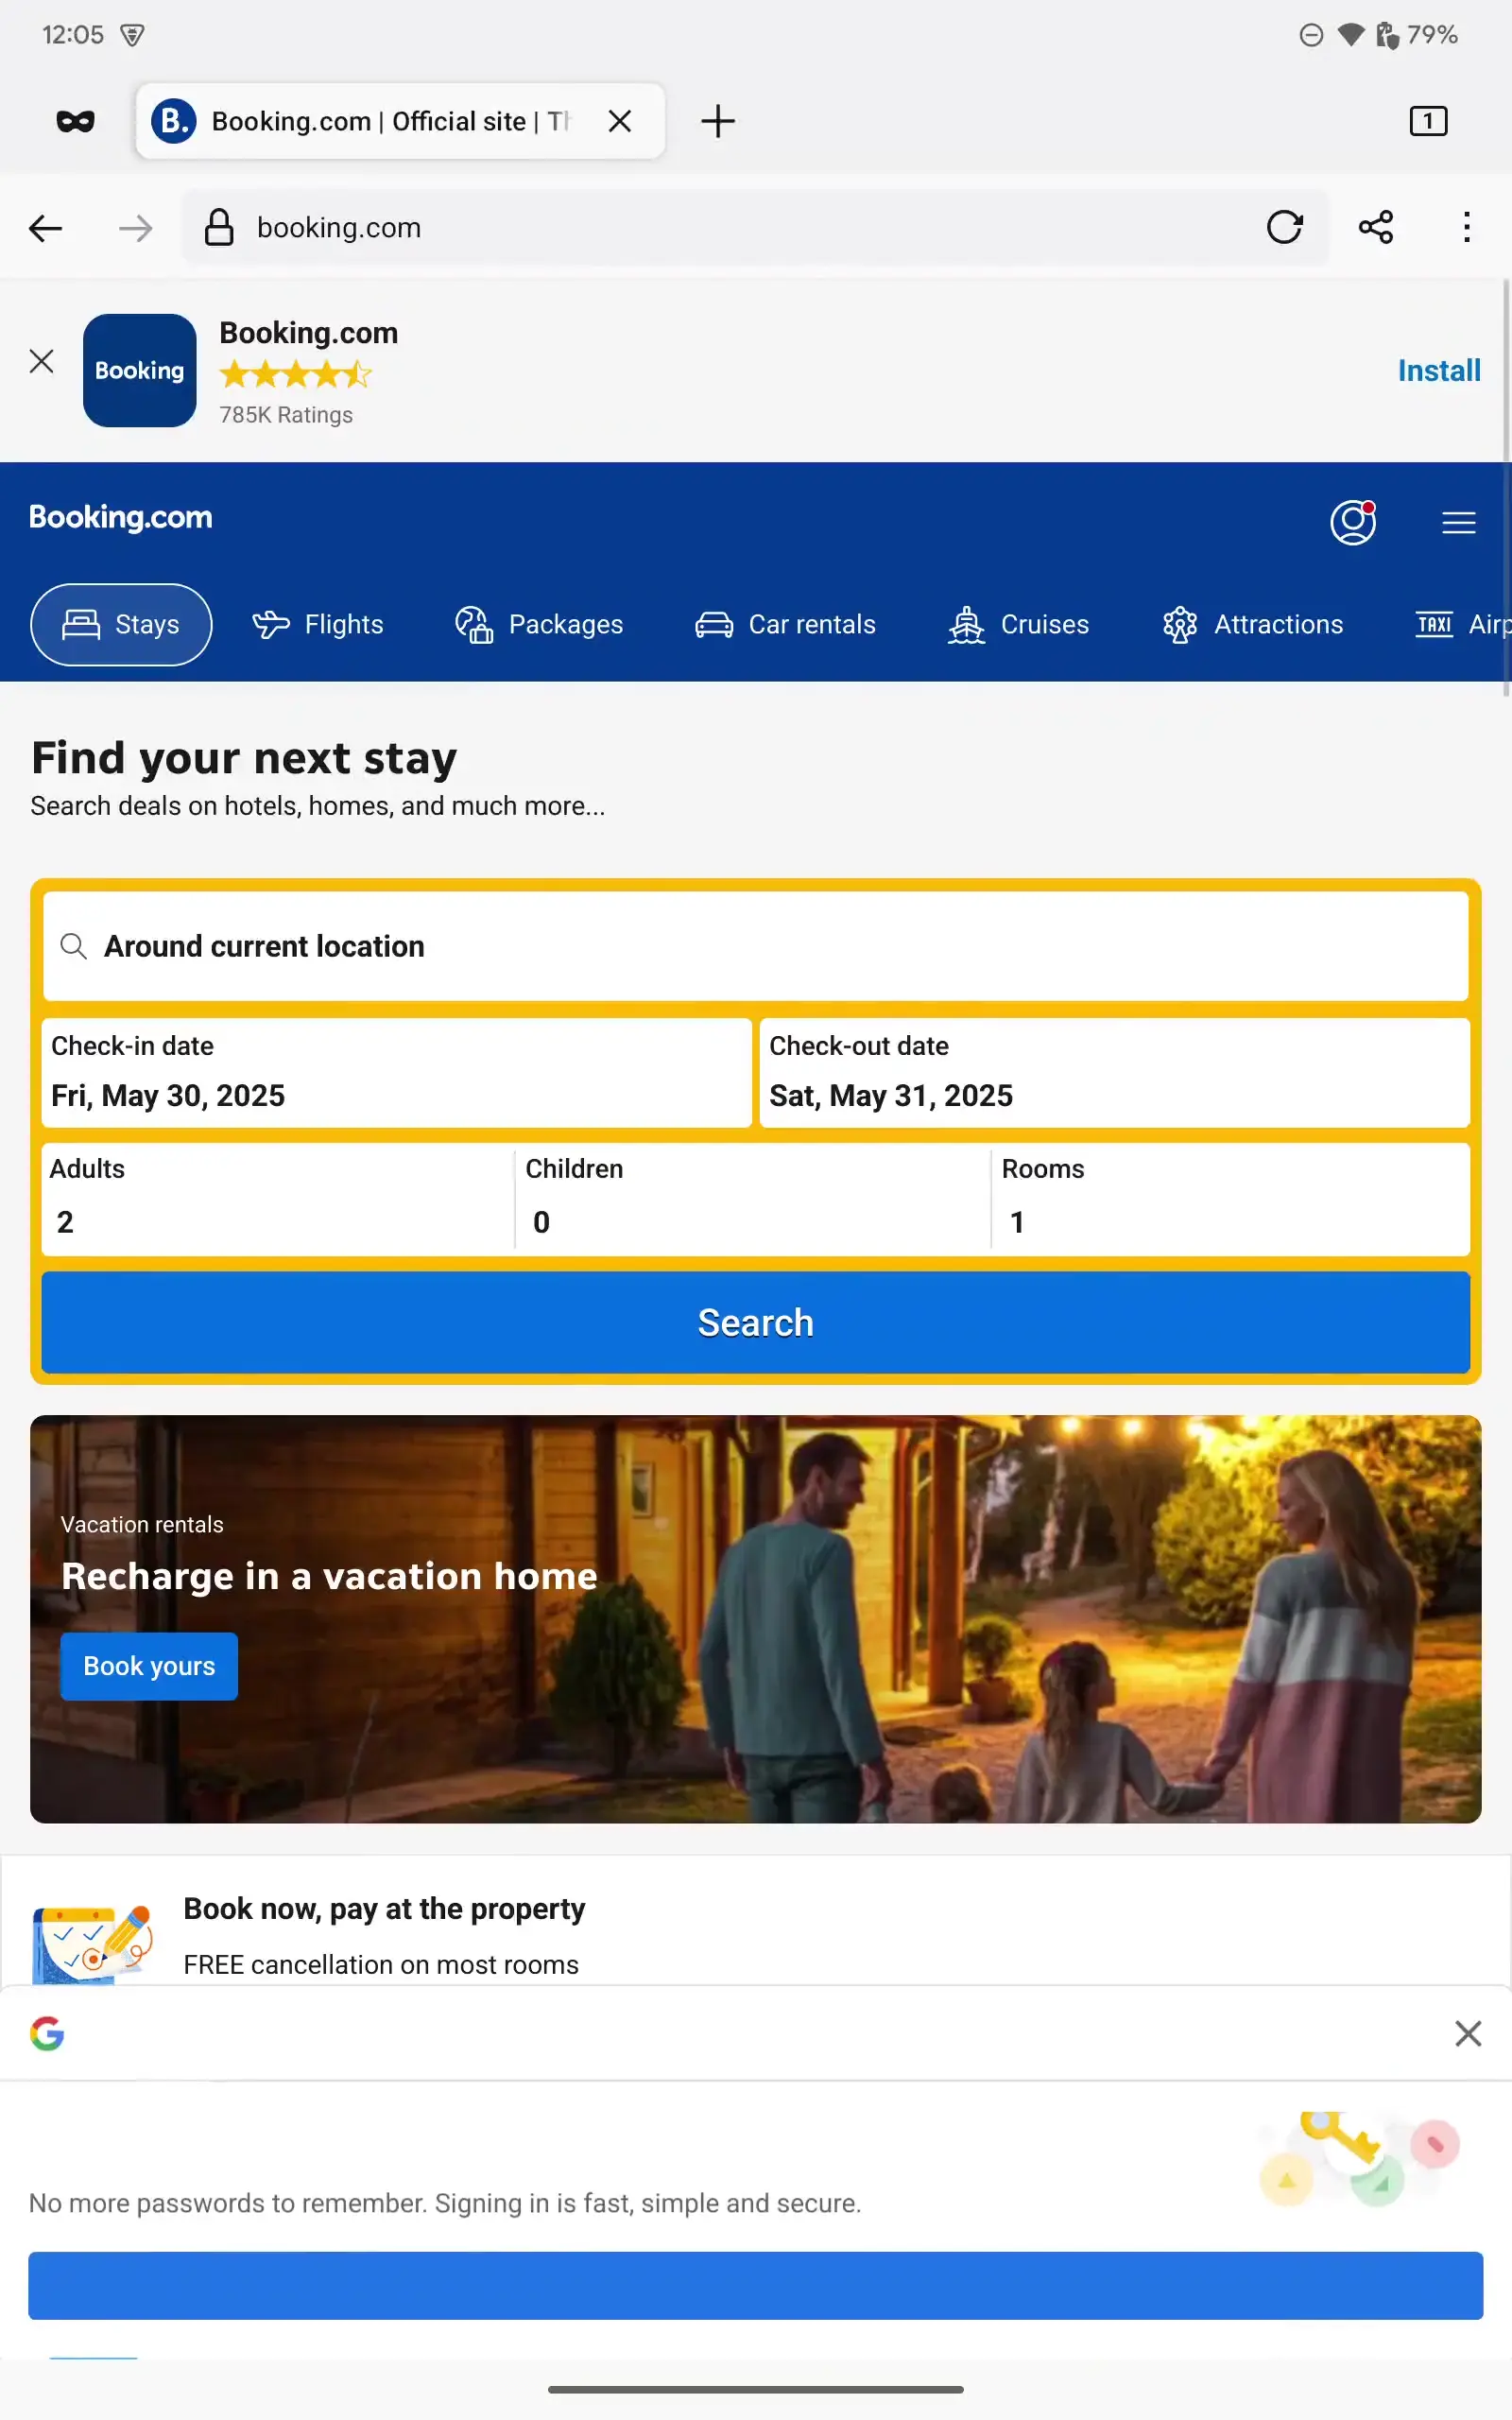 12:05
79%
Booking.com | Official site | Th
1
booking.com
Booking
Booking.com
785K Ratings
Install
Booking.com
Stays
Flights
Packages
Car rentals
Cruises
Attractions
TAXI
Airp
Find your next stay
Search deals on hotels, homes, and much more...
Around current location
Check-in date
Fri, May 30, 2025
Check-out date
Sat, May 31, 2025
Adults
2
Children
0
Rooms
1
Search
Vacation rentals
Recharge in a vacation home
Book yours
Book now, pay at the property
FREE cancellation on most rooms
No more passwords to remember. Signing in is fast, simple and secure.